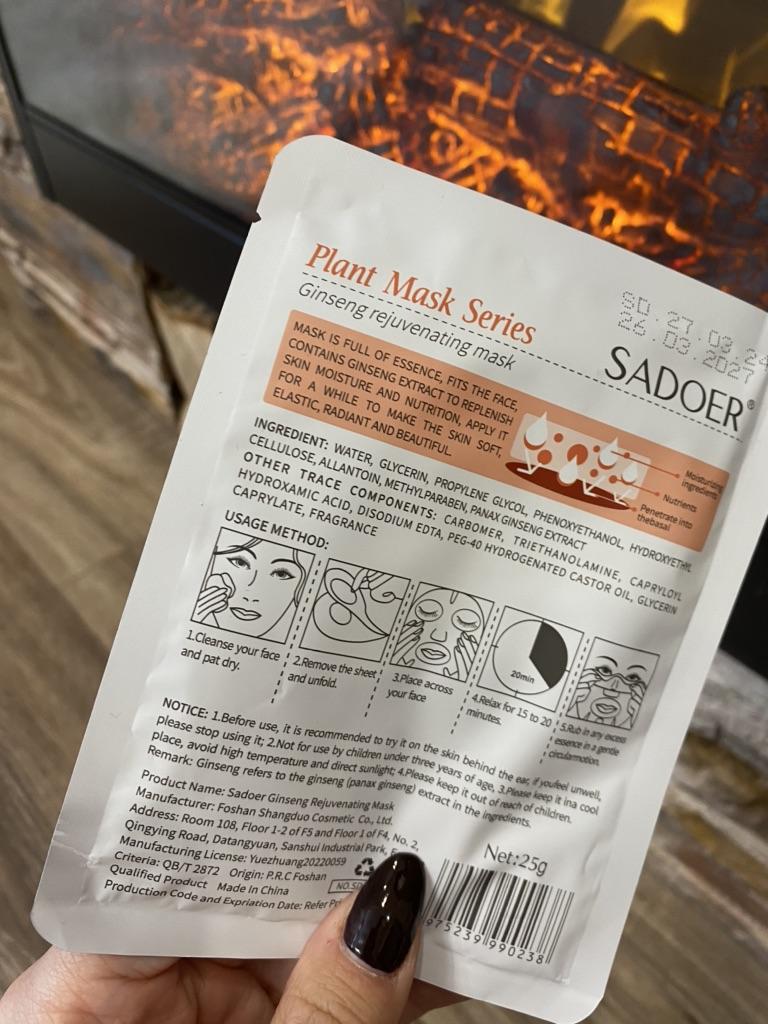 Plant Mask Series
Ginseng rejuvenating mask
SD.27.03.24
26.03.2027
SADOER®
MASK IS FULL OF ESSENCE, FITS THE FACE,
CONTAINS GINSENG EXTRACT TO REPLENISH
SKIN MOISTURE AND NUTRITION, APPLY IT
FOR A WHILE TO MAKE THE SKIN SOFT,
ELASTIC, RADIANT AND BEAUTIFUL.
Moisturizing
ingredients
Nutrients
Penetrate into
thebasal
INGREDIENT: WATER, GLYCERIN, PROPYLENE GLYCOL, PHENOXYETHANOL, HYDROXYETHYL
CELLULOSE, ALLANTOIN, METHYLPARABEN, PANAX GINSENG EXTRACT
OTHER TRACE COMPONENTS: CARBOMER, TRIETHANOLAMINE, CAPRYLOYL
HYDROXAMIC ACID, DISODIUM EDTA, PEG-40 HYDROGENATED CASTOR OIL, GLYCERIN
CAPRYLATE, FRAGRANCE
USAGE METHOD:
20min
1.Cleanse your face
and pat dry.
2.Remove the sheet
and unfold.
3.Place across
your face
4.Relax for 15 to 20
minutes.
5.Rub in any excess
essence in a gentle
circularmotion.
NOTICE: 1.Before use, it is recommended to try it on the skin behind the ear, if youfeel unwell,
please stop using it; 2.Not for use by children under three years of age, 3.Please keep it ina cool
place, avoid high temperature and direct sunlight; 4.Please keep it out of reach of children.
Remark: Ginseng refers to the ginseng (panax ginseng) extract in the ingredients.
Product Name: Sadoer Ginseng Rejuvenating Mask
Manufacturer: Foshan Shangduo Cosmetic Co., Ltd.
Address: Room 108, Floor 1-2 of F5 and Floor 1 of F4, No. 2,
Qingying Road, Datangyuan, Sanshui Industrial Park,
Manufacturing License: Yuezhuang20220059
Criteria: QB/T 2872 Origin: P.R.C Foshan
Qualified Product Made In China
Production Code and Expriation Date: Refer
Net:25g
975239 990238